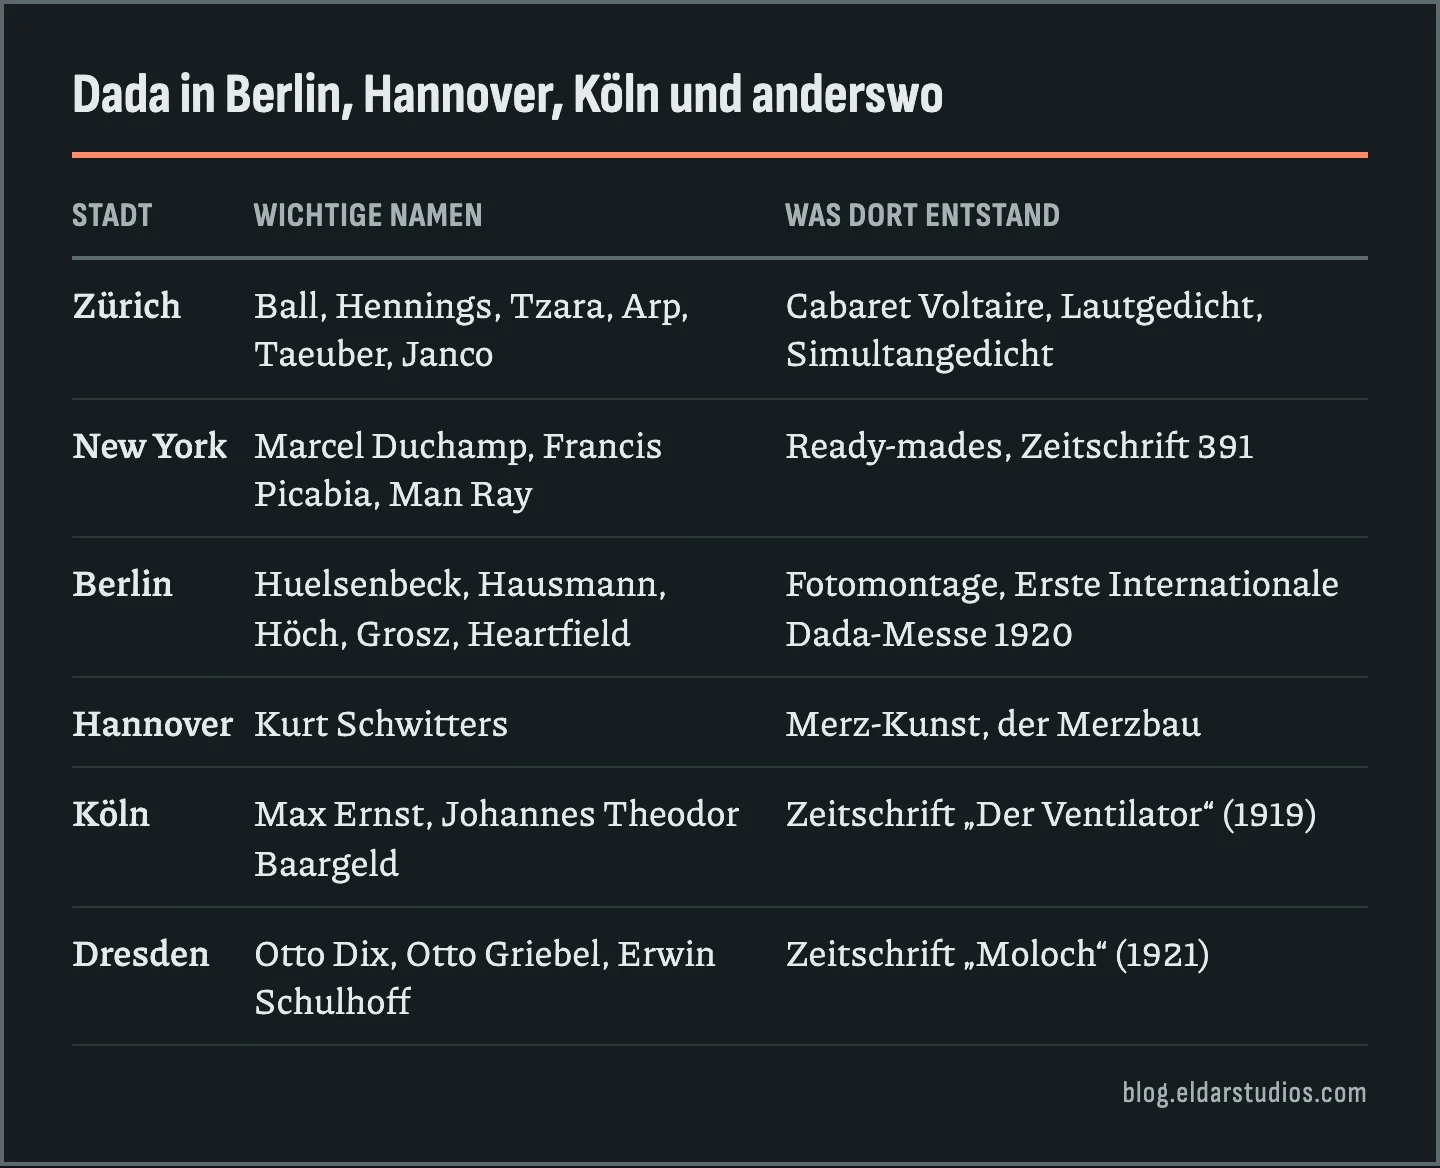 Dada in Berlin, Hannover, Köln und anderswo
STADT WICHTIGE NAMEN WAS DORT ENTSTAND
Zürich Ball, Hennings, Tzara, Arp, Cabaret Voltaire, Lautgedicht,
Taeuber, Janco Simultangedicht
New York Marcel Duchamp, Francis Ready-mades, Zeitschrift 391
Picabia, Man Ray
Berlin Huelsenbeck, Hausmann, Fotomontage, Erste Internationale
Höch, Grosz, Heartfield Dada-Messe 1920
Hannover Kurt Schwitters Merz-Kunst, der Merzbau
Köln Max Ernst, Johannes Theodor Zeitschrift „Der Ventilator“ (1919)
Baargeld
Dresden Otto Dix, Otto Griebel, Erwin Zeitschrift „Moloch“ (1921)
Schulhoff
blog.eldarstudios.com